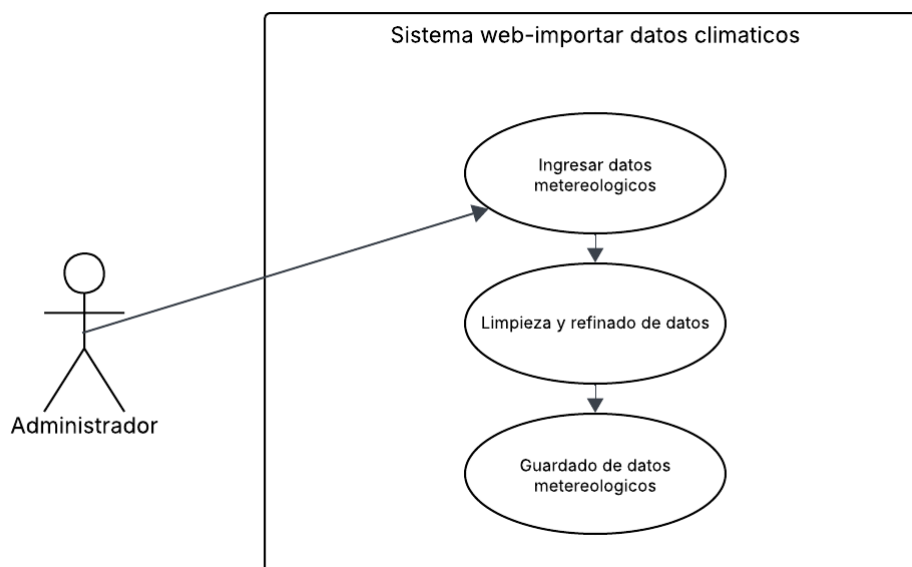 Sistema web-importar datos climaticos
Ingresar datos
metereologicos
Limpieza y refinado de datos
Administrador
Guardado de datos
metereologicos